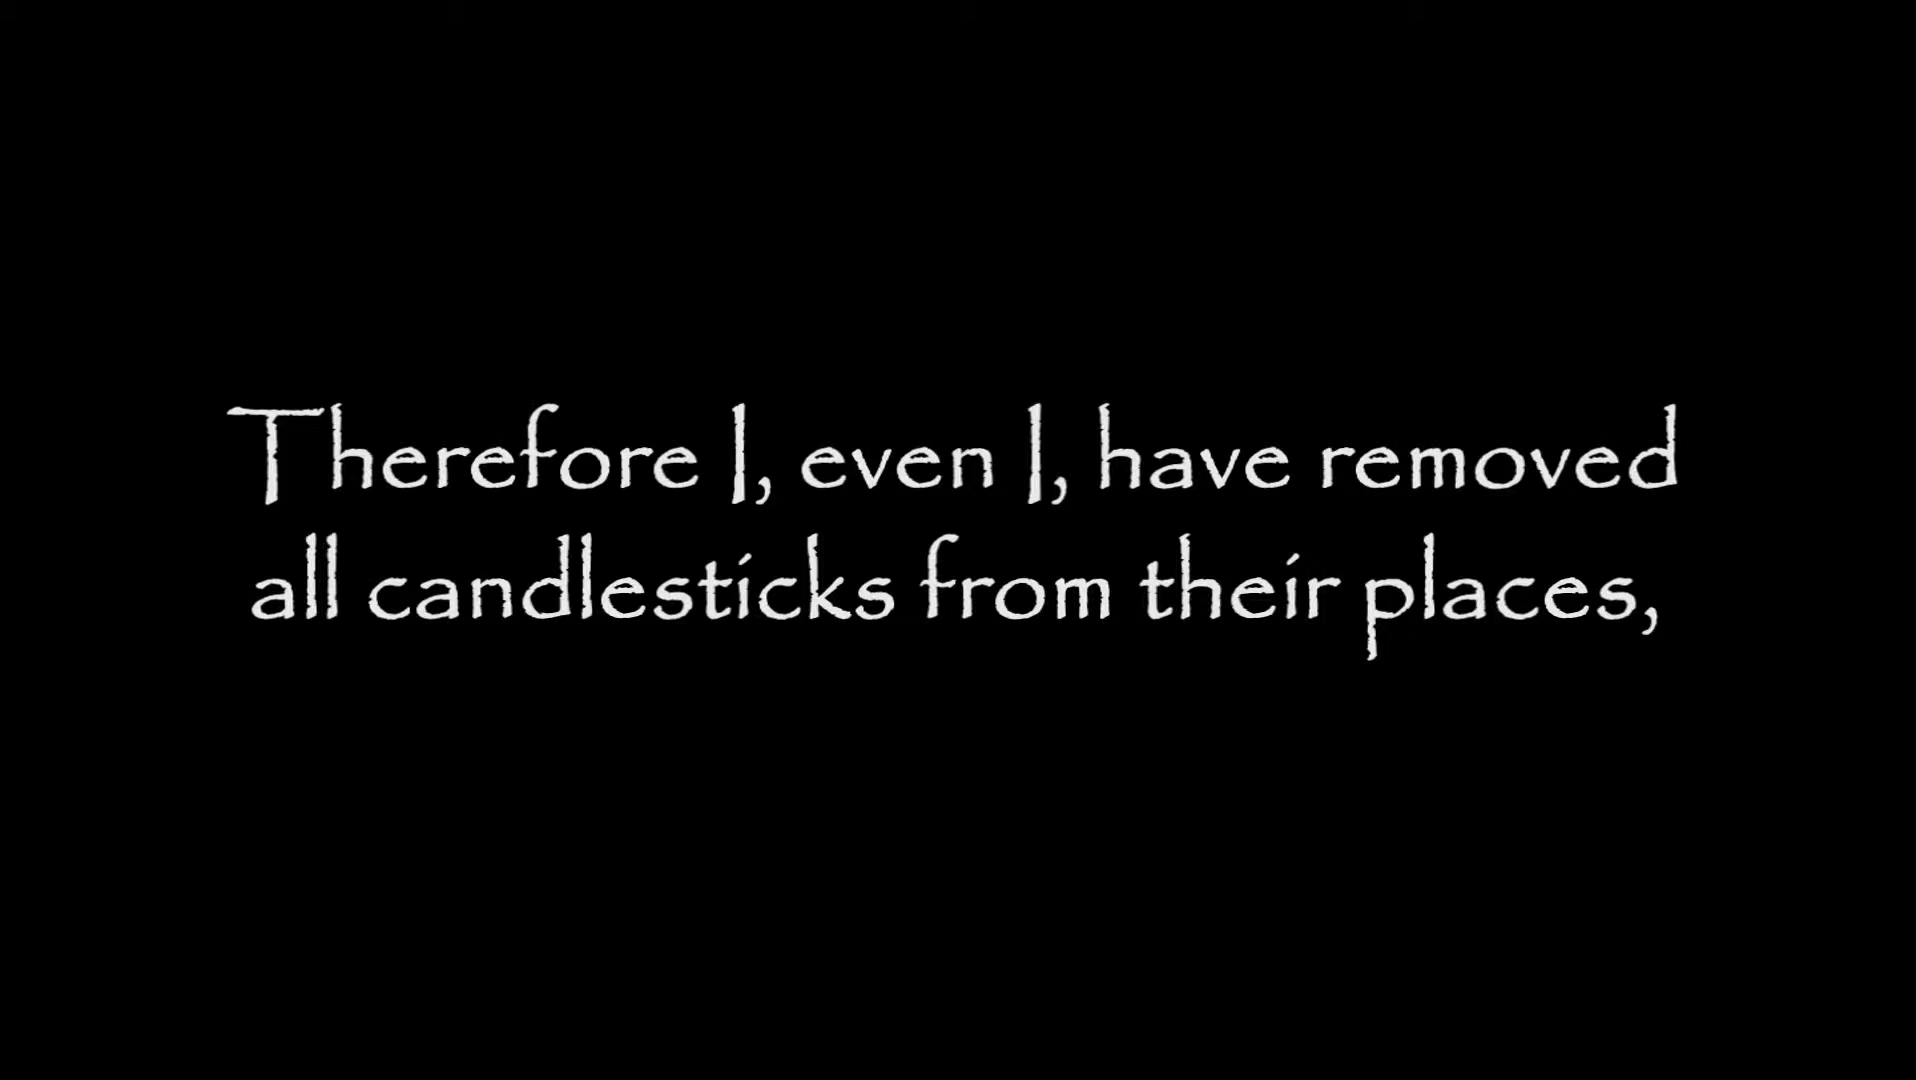 Therefore I, even I, have removed
all candlesticks from their places,